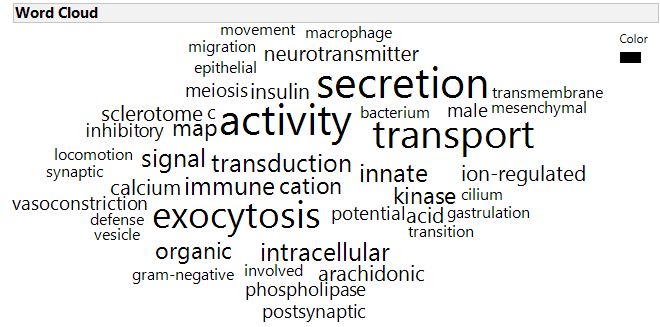 Word Cloud
movement macrophage
Color
migration neurotransmitter
epithelial
meiosis insulin secretion transmembrane
sclerotome c activity bacterium male mesenchymal
inhibitory map transport
locomotion signal transduction innate ion-regulated
synaptic
calcium immune cation kinase cilium
vasoconstriction exocytosis potential acid gastrulation
defense
vesicle transition
organic intracellular
gram-negative involved arachidonic
phospholipase
postsynaptic